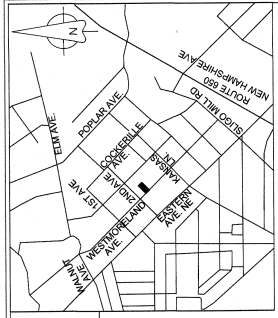 N
ROUTE 650
NEW HAMPSHIRE AVE
SLIGO MILL RD
ELM AVE.
POPLAR AVE.
COCKERILLE
AVE.
KANSAS
LN.
1ST AVE
2ND AVE
WESTMORELAND
AVE.
EASTERN
AVE. NE
WALNUT
AVE.